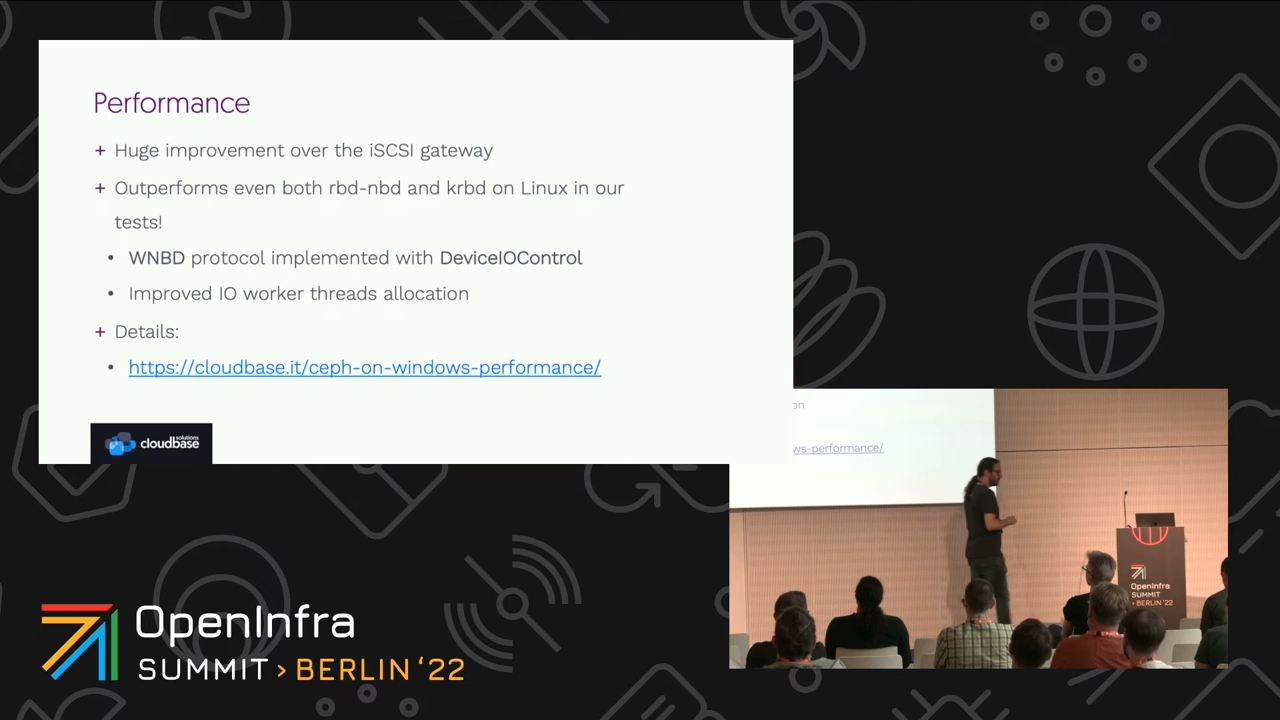 Performance
+ Huge improvement over the iSCSI gateway
+ Outperforms even both rbd-nbd and krbd on Linux in our
tests!
• WNBD protocol implemented with DeviceIOControl
• Improved IO worker threads allocation
+ Details:
• https://cloudbase.it/ceph-on-windows-performance/
cloudbase
solutions
on
ws-performance/
OpenInfra
SUMMIT
› BERLIN '22
OpenInfra
SUMMIT › BERLIN ‘22